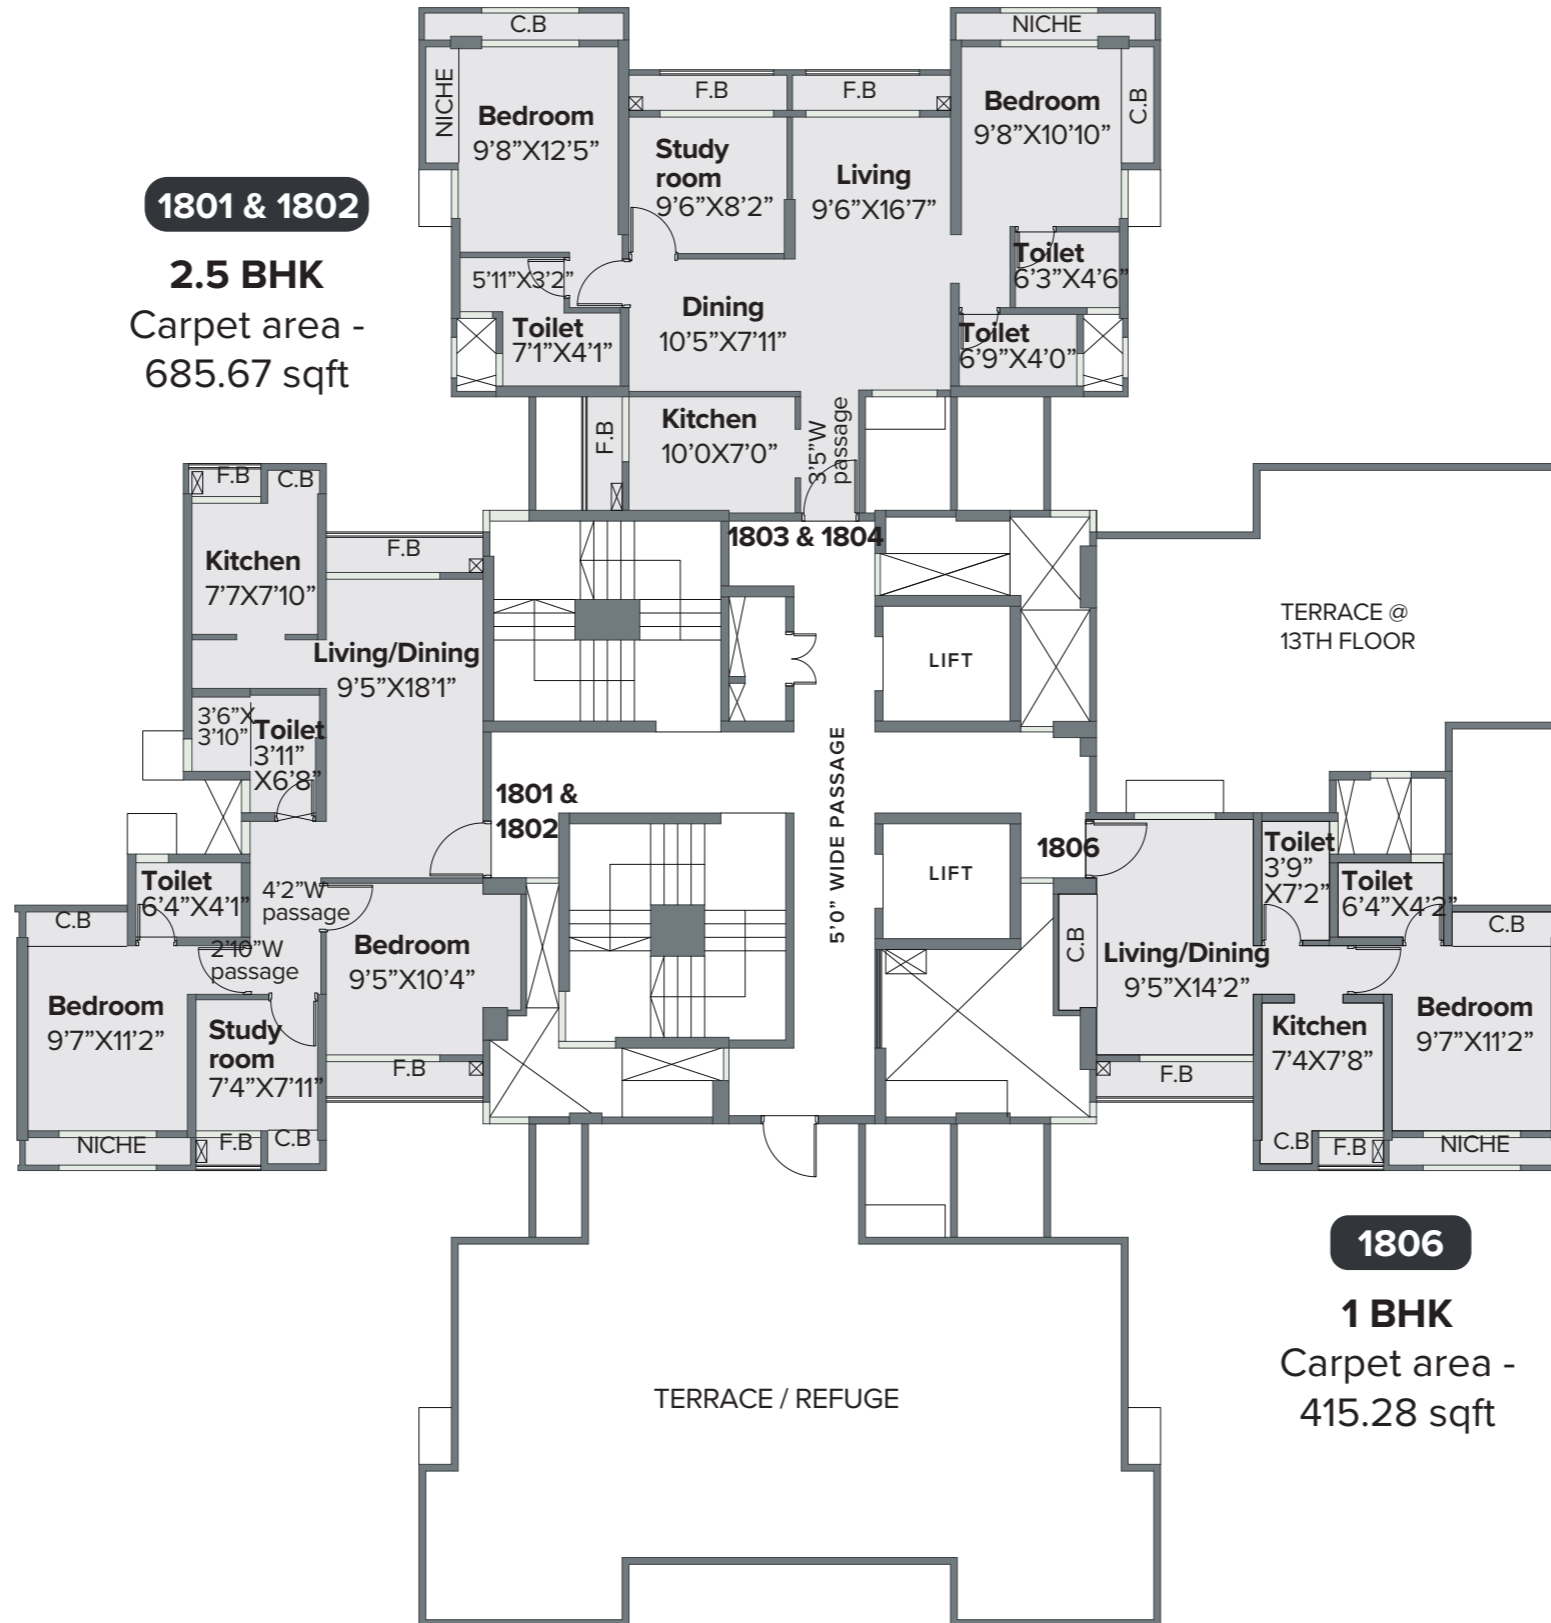 C.B
NICHE
NICHE
Bedroom
9’8”X12’5”
F.B
F.B
Study
room
9’6”X8’2”
Living
9’6”X16’7”
Bedroom
9’8”X10’10”
C.B
1801 & 1802
2.5 BHK
Carpet area -
685.67 sqft
5’11”X3’2”
Toilet
7’1”X4’1”
Dining
10’5”X7’11”
Toilet
6’3”X4’6”
Toilet
6’9”X4’0”
F.B
Kitchen
10’0X7’0”
3’5”W
passage
1803 & 1804
F.B
C.B
Kitchen
7’7X7’10”
F.B
Living/Dining
9’5”X18’1”
3’6”X
3’10”
Toilet
3’11”
X6’8”
LIFT
TERRACE @
13TH FLOOR
5’0” WIDE PASSAGE
1801 &
1802
LIFT
1806
Toilet
6’4”X4’1”
4’2”W
passage
C.B
2’10”W
passage
Bedroom
9’5”X10’4”
Bedroom
9’7”X11’2”
Study
room
7’4”X7’11”
F.B
NICHE
F.B
C.B
Toilet
3’9”
X7’2”
Toilet
6’4”X4’2”
C.B
C.B
Living/Dining
9’5”X14’2”
Kitchen
7’4X7’8”
Bedroom
9’7”X11’2”
F.B
C.B
F.B
NICHE
1806
1 BHK
Carpet area -
415.28 sqft
TERRACE / REFUGE